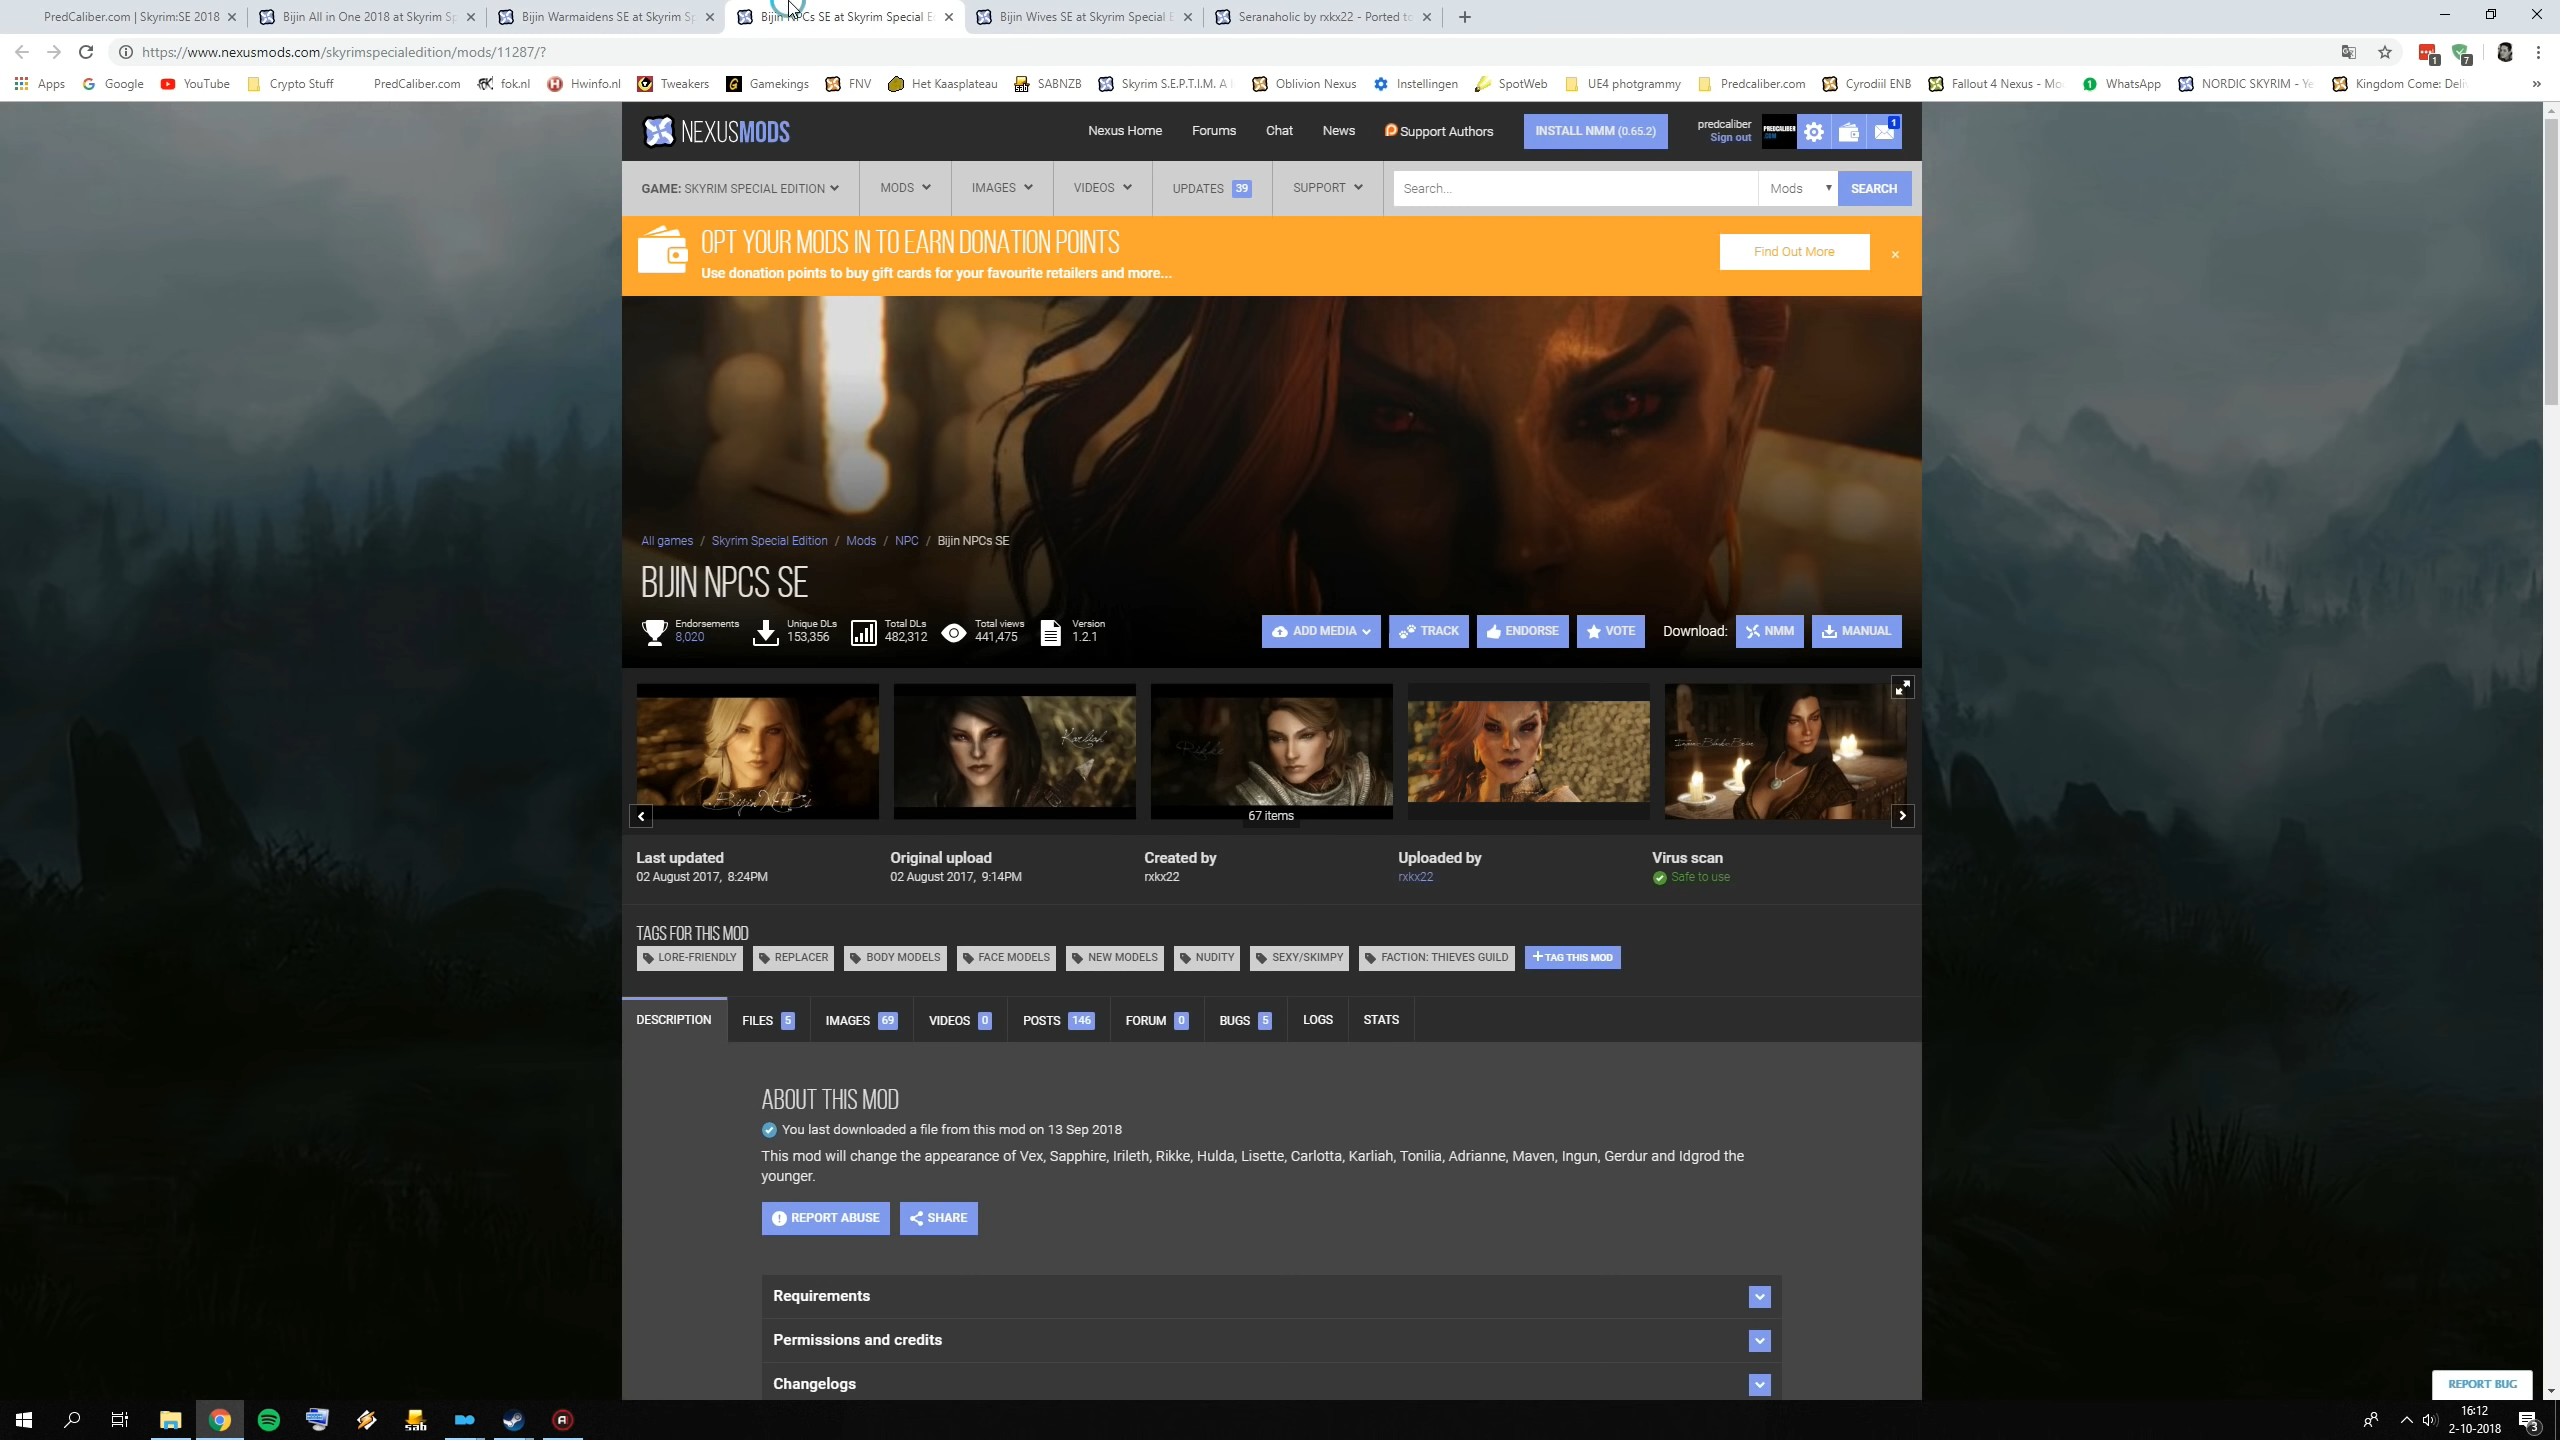 PredCaliber.com | Skyrim:SE 2018
Bijin All in One 2018 at Skyrim Sp
Bijin Warmaidens SE at Skyrim Sp
Bijin NPCs SE at Skyrim Special E
Bijin Wives SE at Skyrim Special E
Seranaholic by rxkx22 - Ported to
https://www.nexusmods.com/skyrimspecialedition/mods/11287/?
1
7
Apps
Google
YouTube
Crypto Stuff
PredCaliber.com
fok.nl
Hwinfo.nl
Tweakers
Gamekings
FNV
Het Kaasplateau
SABNZB
Skyrim S.E.P.T.I.M. A
Oblivion Nexus
Instellingen
SpotWeb
UE4 photgrammy
Predcaliber.com
Cyrodiil ENB
Fallout 4 Nexus - Mo
WhatsApp
NORDIC SKYRIM - Ye
Kingdom Come: Deli
»
NEXUSMODS
Nexus Home
Forums
Chat
News
Support Authors
INSTALL NMM (0.65.2)
predcaliber
Sign out
PREDCALIBER
.COM
1
GAME: SKYRIM SPECIAL EDITION
MODS
IMAGES
VIDEOS
UPDATES 39
SUPPORT
Search...
Mods
SEARCH
OPT YOUR MODS IN TO EARN DONATION POINTS
Use donation points to buy gift cards for your favourite retailers and more...
Find Out More
×
All games / Skyrim Special Edition / Mods / NPC / Bijin NPCs SE
BIJIN NPCS SE
Endorsements
8,020
Unique DLs
153,356
Total DLs
482,312
Total views
441,475
Version
1.2.1
ADD MEDIA
TRACK
ENDORSE
VOTE
Download:
NMM
MANUAL
Bijin NPCs
Karliah
Rikke
Ingun Black-Briar
67 items
Last updated
02 August 2017, 8:24PM
Original upload
02 August 2017, 9:14PM
Created by
rxkx22
Uploaded by
rxkx22
Virus scan
Safe to use
TAGS FOR THIS MOD
LORE-FRIENDLY
REPLACER
BODY MODELS
FACE MODELS
NEW MODELS
NUDITY
SEXY/SKIMPY
FACTION: THIEVES GUILD
+TAG THIS MOD
DESCRIPTION
FILES 5
IMAGES 69
VIDEOS 0
POSTS 146
FORUM 0
BUGS 5
LOGS
STATS
ABOUT THIS MOD
You last downloaded a file from this mod on 13 Sep 2018
This mod will change the appearance of Vex, Sapphire, Irileth, Rikke, Hulda, Lisette, Carlotta, Karliah, Tonilia, Adrianne, Maven, Ingun, Gerdur and Idgrod the
younger.
REPORT ABUSE
SHARE
Requirements
Permissions and credits
Changelogs
REPORT BUG
sab
16:12
2-10-2018
3